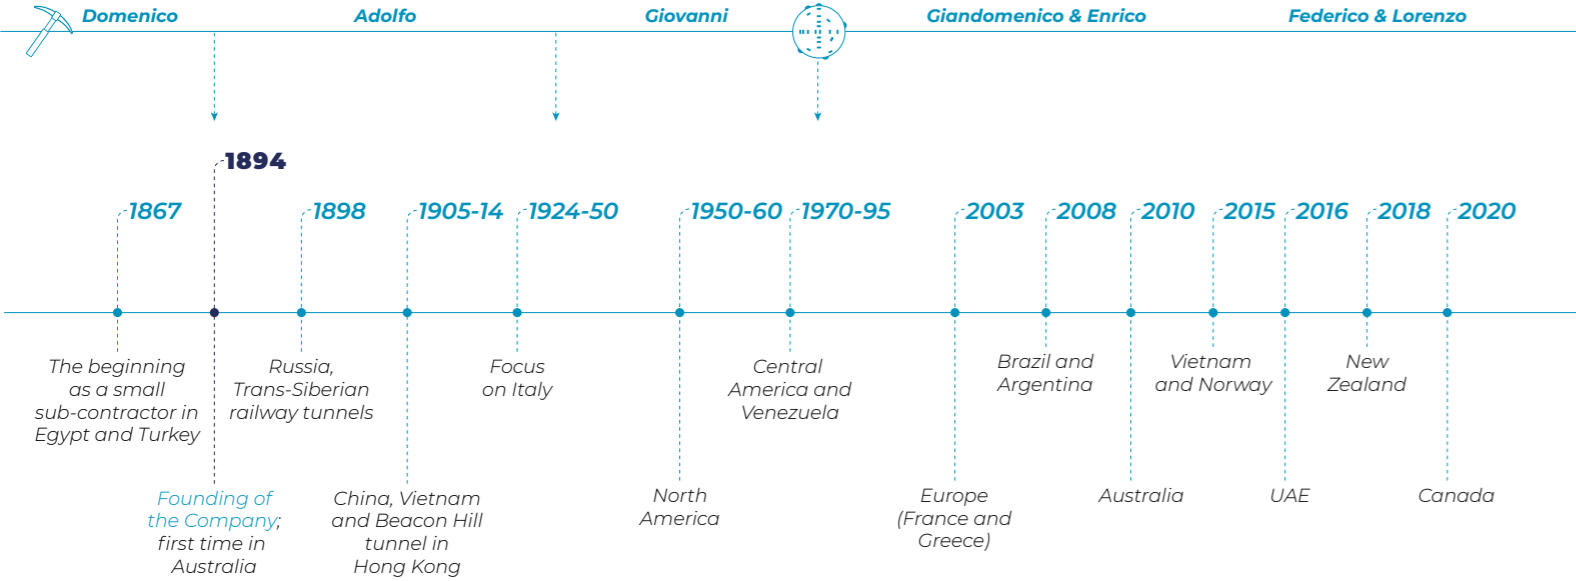 Domenico
Adolfo
Giovanni
Giandomenico & Enrico
Federico & Lorenzo
1894
1867
1898
1905-14
1924-50
1950-60
1970-95
2003
2008
2010
2015
2016
2018
2020
The beginning
as a small
sub-contractor in
Egypt and Turkey
Russia,
Trans-Siberian
railway tunnels
Focus
on Italy
Central
America and
Venezuela
Brazil and
Argentina
Vietnam
and Norway
New
Zealand
Founding of
the Company;
first time in
Australia
China, Vietnam
and Beacon Hill
tunnel in
Hong Kong
North
America
Europe
(France and
Greece)
Australia
UAE
Canada